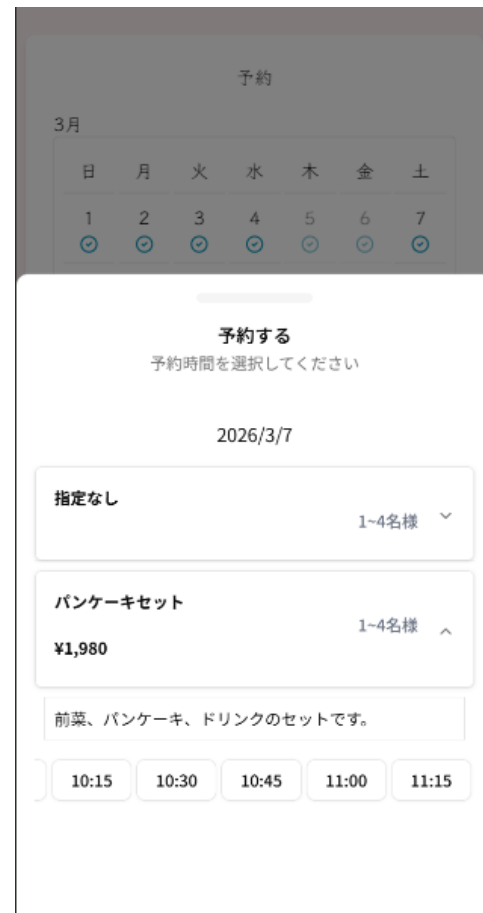 予約
3月
日 月 火 水 木 金 土
1 2 3 4 5 6 7
予約する
予約時間を選択してください
2026/3/7
指定なし
1~4名様
パンケーキセット
1~4名様
¥1,980
前菜、パンケーキ、ドリンクのセットです。
10:15 10:30 10:45 11:00 11:15